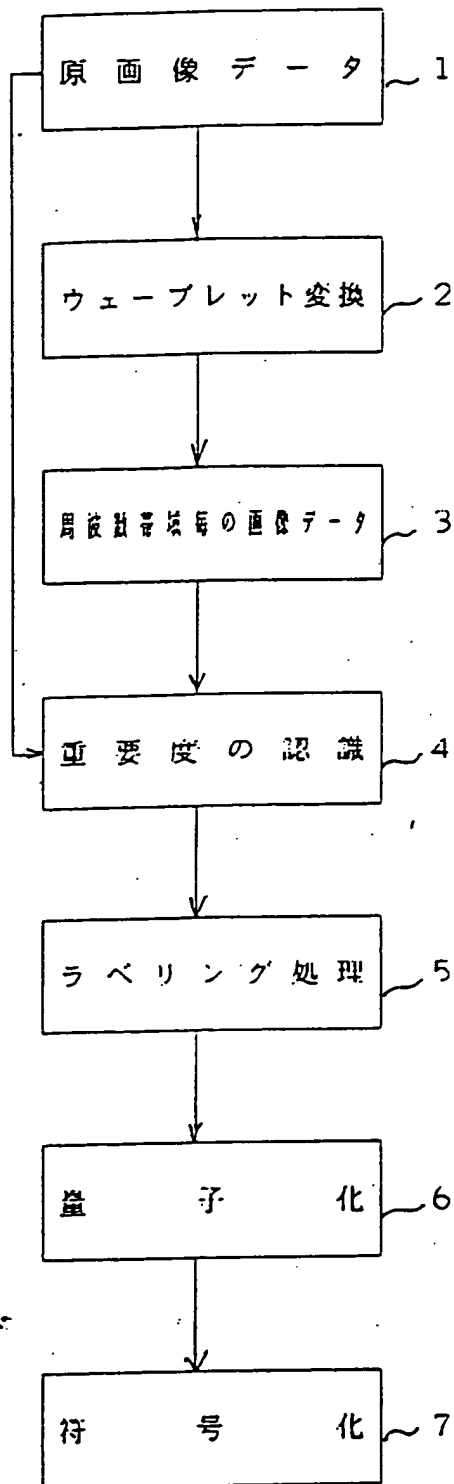 原画像データ 1
ウェーブレット変換 2
周波数帯域毎の画像データ 3
重要度の認識 4
ラベリング処理 5
量子化 6
符号化 7